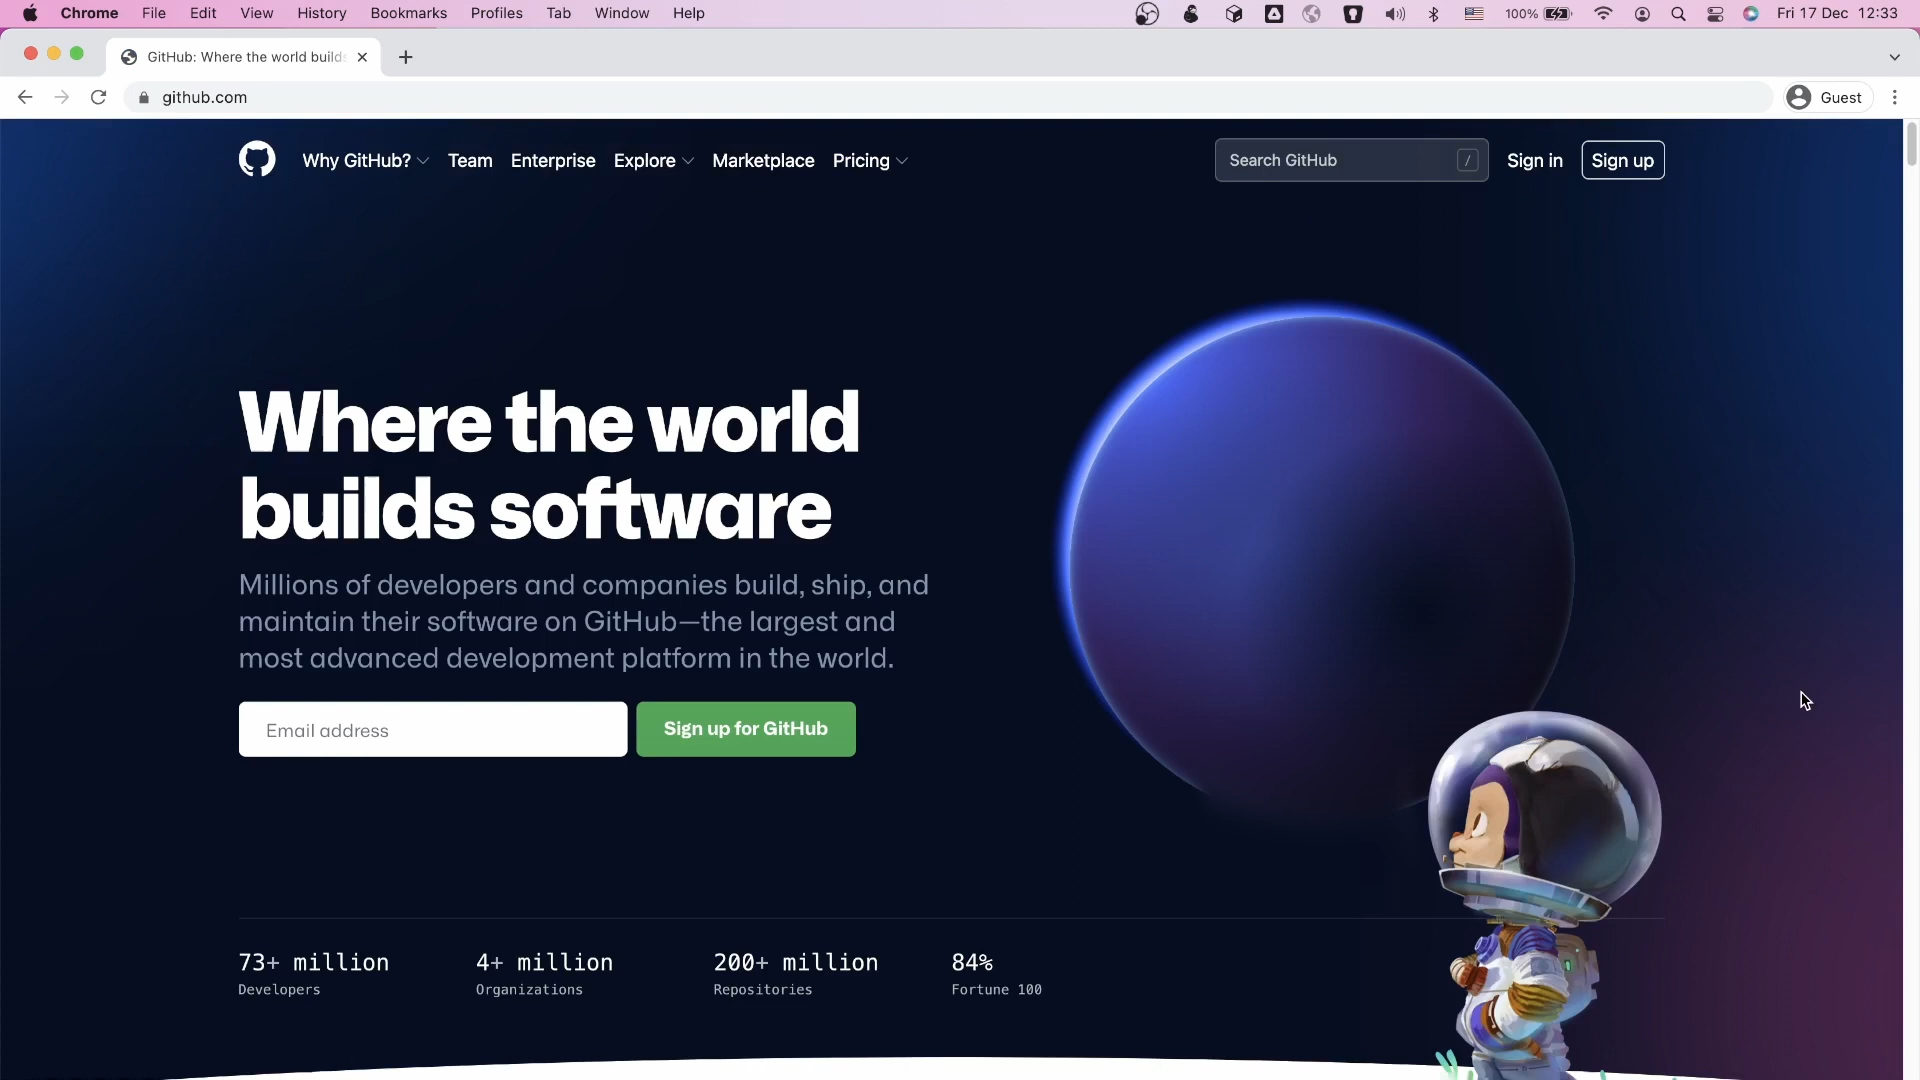 Chrome File Edit View History Bookmarks Profiles Tab Window Help 100% Fri 17 Dec 12:33
GitHub: Where the world builds
github.com Guest
Why GitHub? Team Enterprise Explore Marketplace Pricing Search GitHub / Sign in Sign up
Where the world
builds software
Millions of developers and companies build, ship, and
maintain their software on GitHub—the largest and
most advanced development platform in the world.
Email address Sign up for GitHub
73+ million 4+ million 200+ million 84%
Developers Organizations Repositories Fortune 100